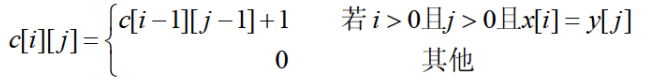 c[i][j] = { c[i−1][j−1]+1 若 i > 0且j > 0且x[i] = y[j]
0 其他